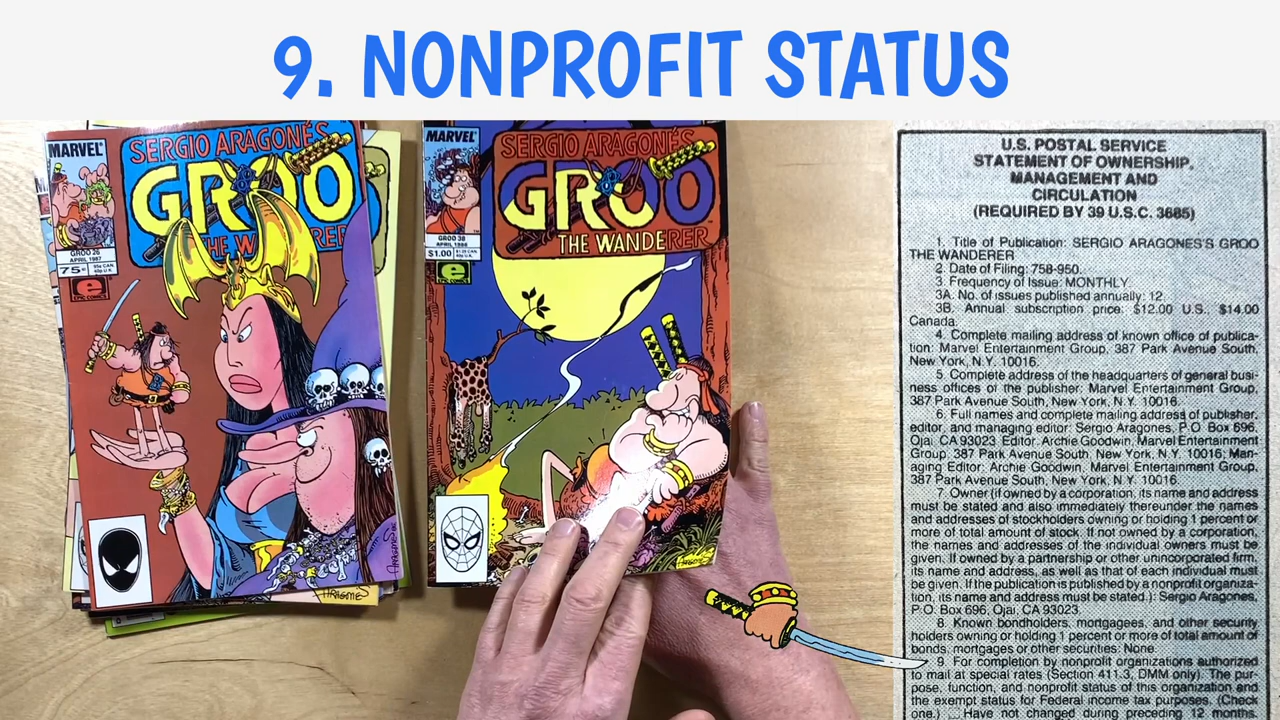 9. NONPROFIT STATUS
MARVEL
SERGIO ARAGONÉS
GROO
THE WANDERER
GROO 26
APRIL 1987
75¢
EPIC COMICS
ARAGONÉS
ARAGONÉS
MARVEL
SERGIO ARAGONÉS
GROO
THE WANDERER
GROO 38
APRIL 1988
$1.00
EPIC COMICS
ARAGONÉS
U.S. POSTAL SERVICE
STATEMENT OF OWNERSHIP,
MANAGEMENT AND
CIRCULATION
(REQUIRED BY 39 U.S.C. 3685)
1. Title of Publication: SERGIO ARAGONES'S GROO
THE WANDERER
2. Date of Filing: 758-950.
3. Frequency of Issue: MONTHLY
3A. No. of issues published annually: 12
3B. Annual subscription price: $12.00 U.S. $14.00
Canada
4. Complete mailing address of known office of publica-
tion: Marvel Entertainment Group, 387 Park Avenue South,
New York, N.Y. 10016.
5. Complete address of the headquarters of general busi-
ness offices of the publisher: Marvel Entertainment Group,
387 Park Avenue South, New York, N.Y. 10016.
6. Full names and complete mailing address of publisher,
editor, and managing editor: Sergio Aragones, P.O. Box 696,
Ojai, CA 93023. Editor, Archie Goodwin, Marvel Entertainment
Group, 387 Park Avenue South, New York, N.Y. 10016; Man-
aging Editor, Archie Goodwin, Marvel Entertainment Group,
387 Park Avenue South, New York, N.Y. 10016.
7. Owner (if owned by a corporation, its name and address
must be stated and also immediately thereunder the names
and addresses of stockholders owning or holding 1 percent or
more of total amount of stock. If not owned by a corporation,
the names and addresses of the individual owners must be
given. If owned by a partnership or other unincorporated firm,
its name and address, as well as that of each individual must
be given. If the publication is published by a nonprofit organiza-
tion, its name and address must be stated.): Sergio Aragones,
P.O. Box 696, Ojai, CA 93023.
8. Known bondholders, mortgagees, and other security
holders owning or holding 1 percent or more of total amount of
bonds, mortgages or other securities: None
9. For completion by nonprofit organizations authorized
to mail at special rates (Section 411.3, DMM only). The pur-
pose, function, and nonprofit status of this organization and
the exempt status for Federal income tax purposes. (Check
one.) Have not changed during preceding 12 months.